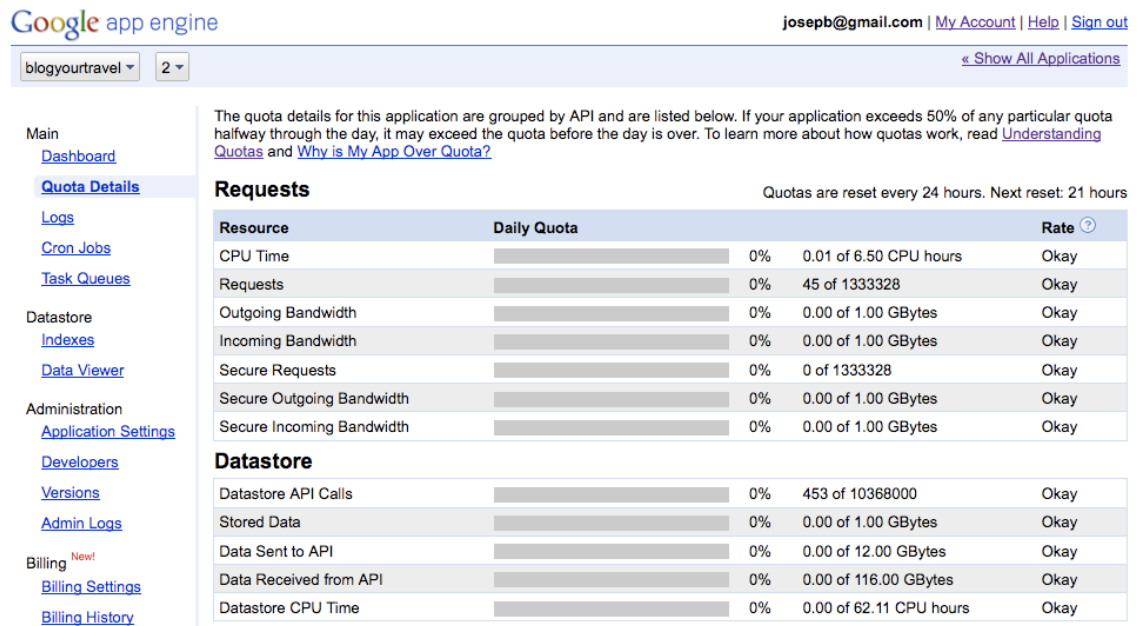 Google app engine
josepb@gmail.com | My Account | Help | Sign out
blogyourtravel 2
« Show All Applications
Main
Dashboard
Quota Details
Logs
Cron Jobs
Task Queues
Datastore
Indexes
Data Viewer
Administration
Application Settings
Developers
Versions
Admin Logs
Billing New!
Billing Settings
Billing History
The quota details for this application are grouped by API and are listed below. If your application exceeds 50% of any particular quota
halfway through the day, it may exceed the quota before the day is over. To learn more about how quotas work, read Understanding
Quotas and Why is My App Over Quota?
Requests
Quotas are reset every 24 hours. Next reset: 21 hours
Resource Daily Quota Rate ?
CPU Time 0% 0.01 of 6.50 CPU hours Okay
Requests 0% 45 of 1333328 Okay
Outgoing Bandwidth 0% 0.00 of 1.00 GBytes Okay
Incoming Bandwidth 0% 0.00 of 1.00 GBytes Okay
Secure Requests 0% 0 of 1333328 Okay
Secure Outgoing Bandwidth 0% 0.00 of 1.00 GBytes Okay
Secure Incoming Bandwidth 0% 0.00 of 1.00 GBytes Okay
Datastore
Datastore API Calls 0% 453 of 10368000 Okay
Stored Data 0% 0.00 of 1.00 GBytes Okay
Data Sent to API 0% 0.00 of 12.00 GBytes Okay
Data Received from API 0% 0.00 of 116.00 GBytes Okay
Datastore CPU Time 0% 0.00 of 62.11 CPU hours Okay